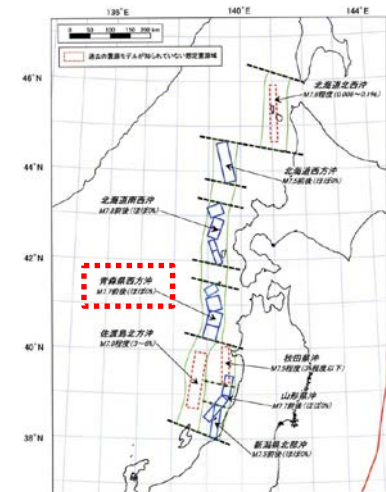 135°E
140°E
145°E
0 50 100 150 200 km
過去の震源モデルが知られていない想定震源域
46°N
北海道北西沖
M7.8程度(0.006~0.1%)
44°N
北海道西方沖
M7.5前後(ほぼ0%)
北海道南西沖
M7.8前後(ほぼ0%)
42°N
青森県西方沖
M7.7前後(ほぼ0%)
佐渡島北方沖
M7.8程度(3~6%)
40°N
秋田県沖
M7.5程度(3%程度以下)
山形県沖
M7.7前後(ほぼ0%)
38°N
新潟県北部沖
M7.5前後(ほぼ0%)